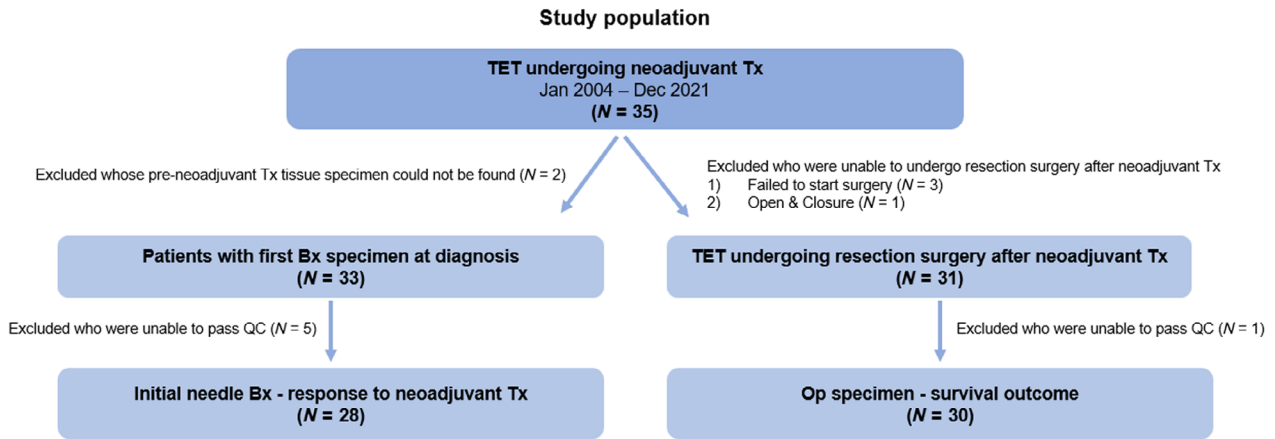 Study population
TET undergoing neoadjuvant Tx
Jan 2004 – Dec 2021
(N = 35)
Excluded whose pre-neoadjuvant Tx tissue specimen could not be found (N = 2)
Excluded who were unable to undergo resection surgery after neoadjuvant Tx
1) Failed to start surgery (N = 3)
2) Open & Closure (N = 1)
Patients with first Bx specimen at diagnosis
(N = 33)
TET undergoing resection surgery after neoadjuvant Tx
(N = 31)
Excluded who were unable to pass QC (N = 5)
Excluded who were unable to pass QC (N = 1)
Initial needle Bx - response to neoadjuvant Tx
(N = 28)
Op specimen - survival outcome
(N = 30)